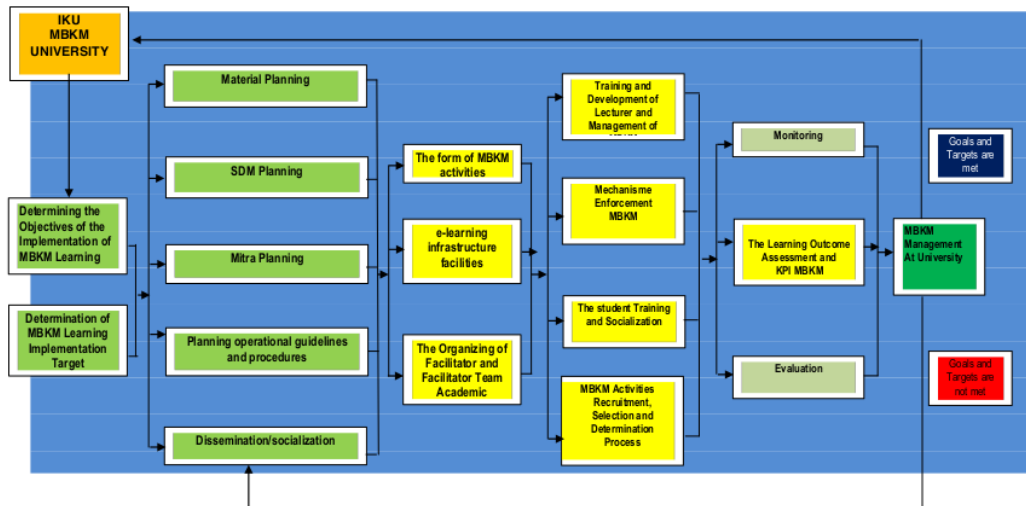 IKU
MBKM
UNIVERSITY
Determining the
Objectives of the
Implementation of
MBKM Learning
Determination of
MBKM Learning
Implementation
Target
Material Planning
SDM Planning
Mitra Planning
Planning operational guidelines
and procedures
Dissemination/socialization
The form of MBKM
activities
e-learning
infrastructure
facilities
The Organizing of
Facilitator and
Facilitator Team
Academic
Training and
Development of
Lecturer and
Management of
Mechanisme
Enforcement
MBKM
The student Training
and Socialization
MBKM Activities
Recruitment,
Selection and
Determination
Process
Monitoring
The Learning Outcome
Assessment and
KPI MBKM
Evaluation
MBKM
Management
At University
Goals and
Targets are
met
Goals and
Targets are
not met